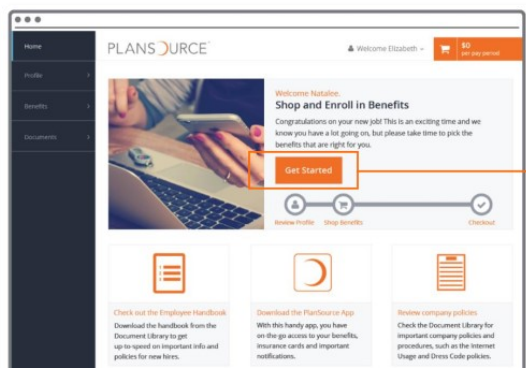 Home
PLANSOURCE
Welcome Elizabeth
$0
per pay period
Profile
Benefits
Documents
Welcome Nataloe.
Shop and Enroll in Benefits
Congratulations on your new job! This is an exciting time and we
know you have a lot going on, but please take time to pick the
benefits that are right for you.
Get Started
Review Profile
Shop Benefits
Checkout
Check out the Employee Handbook
Download the handbook from the
Document Library to get
up-to-speed on important info and
policies for new hires.
Download the PlanSource App
With this handy app, you have
on-the-go access to your benefits,
insurance cards and important
notifications.
Review company policies
Check the Document Library for
important company policies and
procedures, such as the Internet
Usage and Dress Code policies.